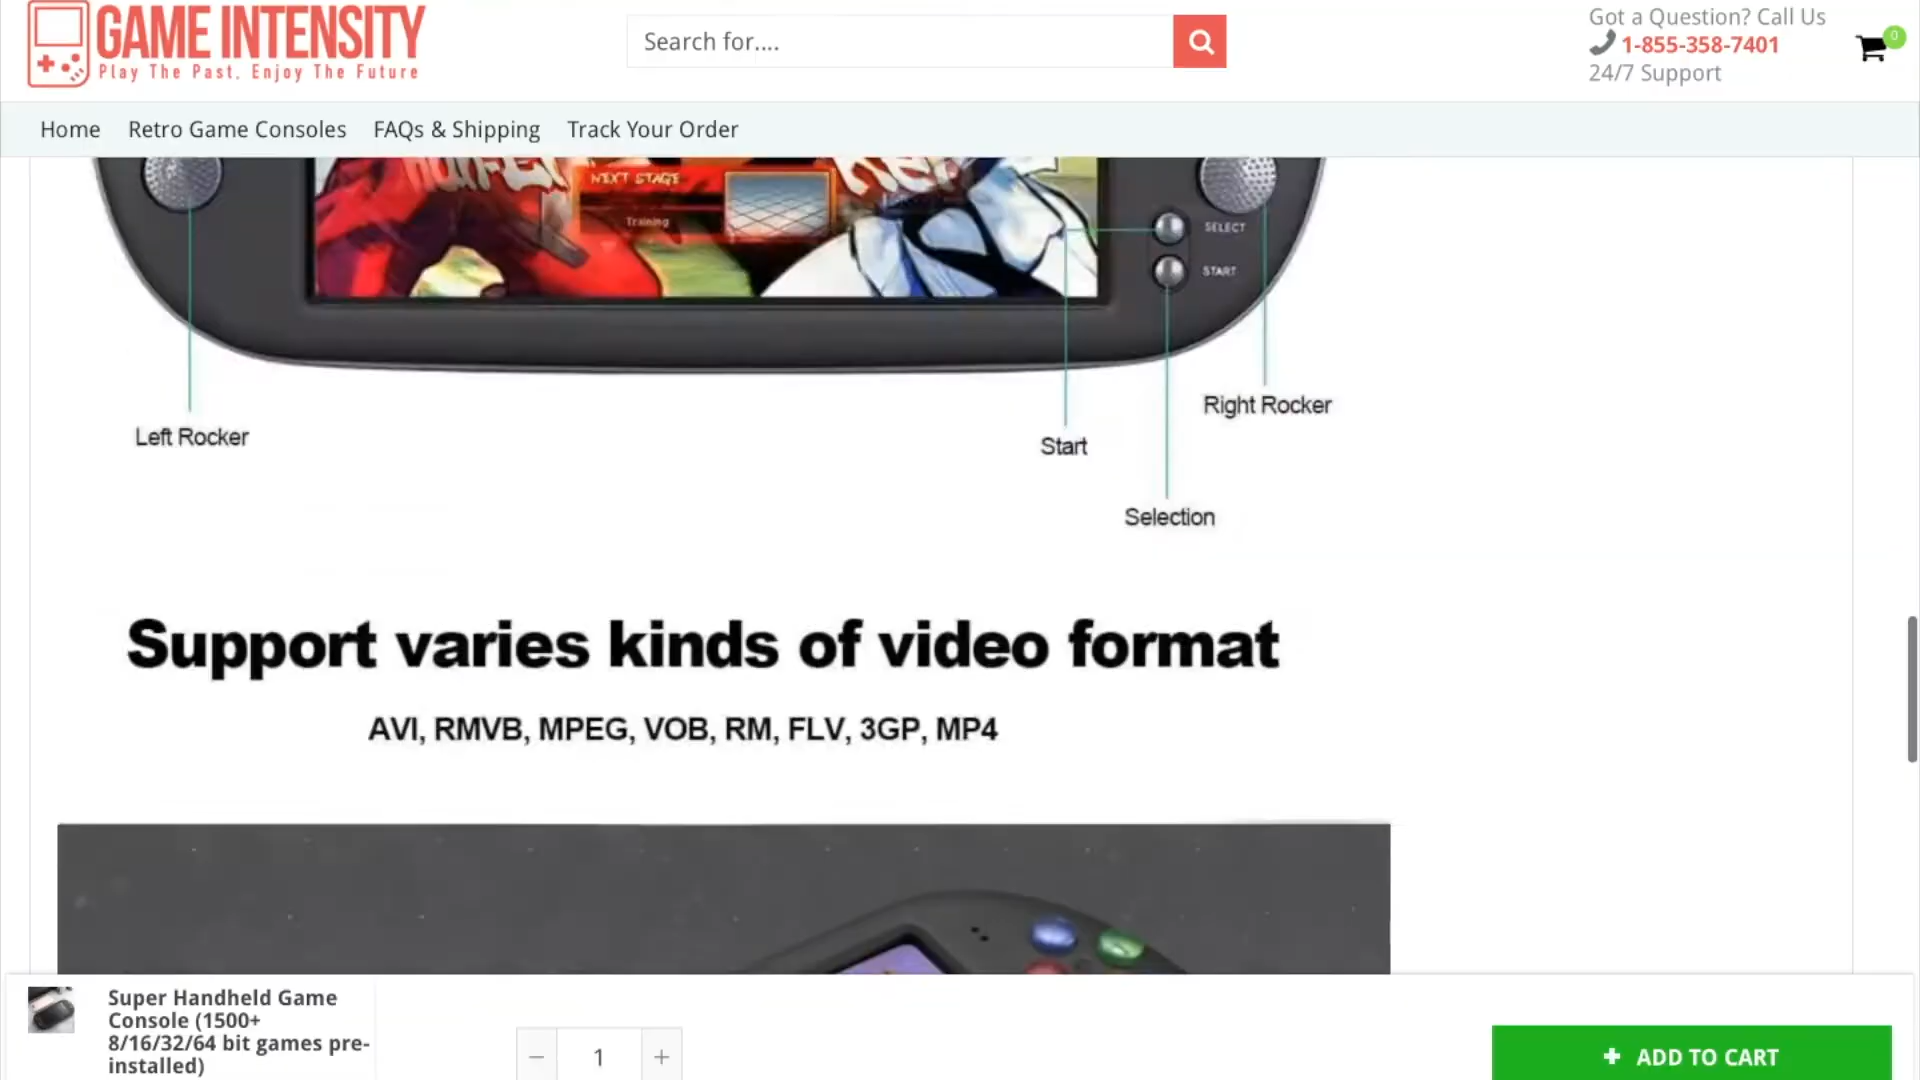 GAME INTENSITY
Play The Past, Enjoy The Future
Search for....
Got a Question? Call Us
1-855-358-7401
24/7 Support
0
Home
Retro Game Consoles
FAQs & Shipping
Track Your Order
NEXT STAGE
Training
SELECT
START
Left Rocker
Right Rocker
Start
Selection
Support varies kinds of video format
AVI, RMVB, MPEG, VOB, RM, FLV, 3GP, MP4
Super Handheld Game
Console (1500+
8/16/32/64 bit games pre-
installed)
− 1 +
+ ADD TO CART